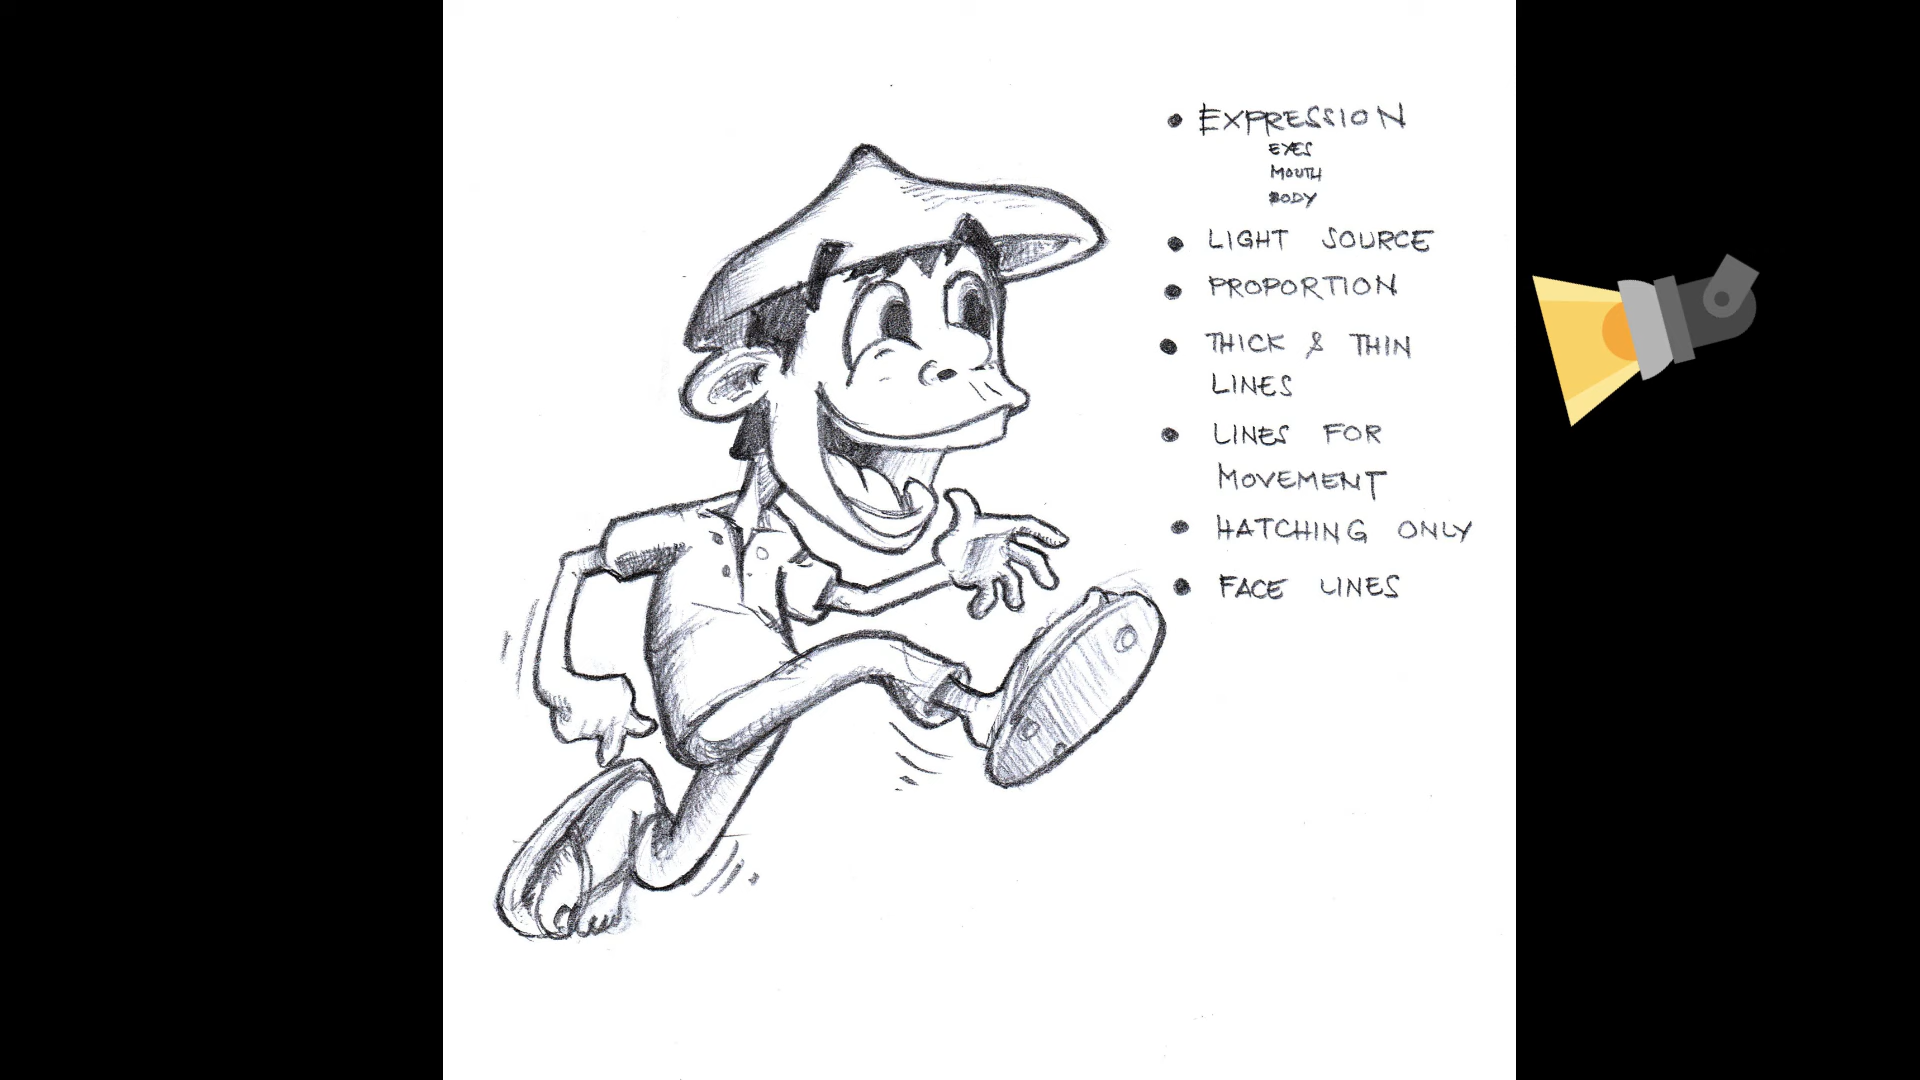 • EXPRESSION
EYES
MOUTH
BODY
• LIGHT SOURCE
• PROPORTION
• THICK & THIN
LINES
• LINES FOR
MOVEMENT
• HATCHING ONLY
• FACE LINES